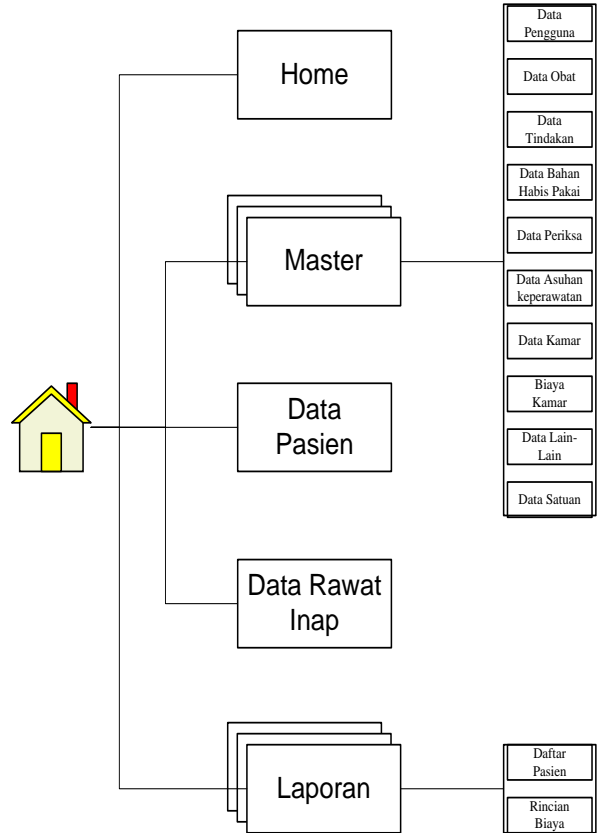 Home
Master
Data
Pasien
Data Rawat
Inap
Laporan
Data
Pengguna
Data Obat
Data
Tindakan
Data Bahan
Habis Pakai
Data Periksa
Data Asuhan
keperawatan
Data Kamar
Biaya
Kamar
Data Lain-
Lain
Data Satuan
Daftar
Pasien
Rincian
Biaya